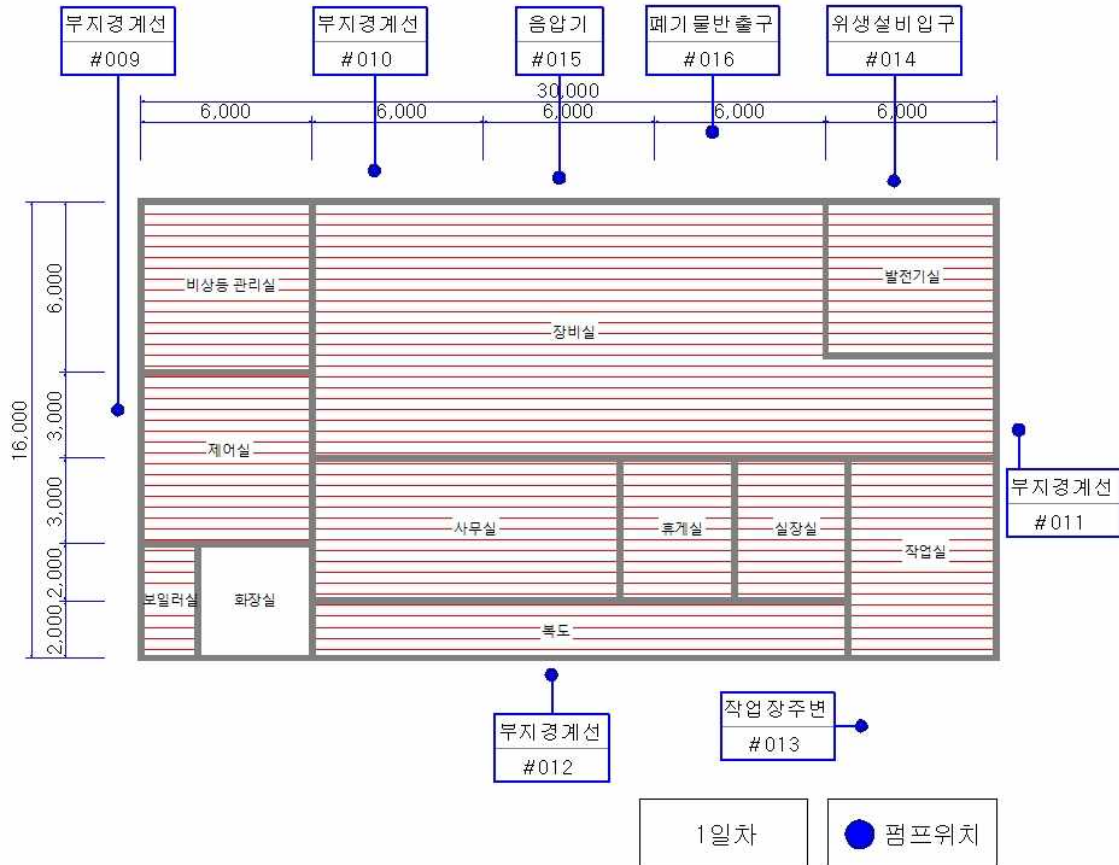 부지경계선
#009
부지경계선
#010
음압기
#015
폐기물반출구
#016
위생설비입구
#014
30,000
6,000
6,000
6,000
6,000
6,000
16,000
6,000
3,000
3,000
2,000
2,000
비상등 관리실
장비실
발전기실
제어실
사무실
휴게실
실장실
작업실
보일러실
화장실
복도
부지경계선
#011
부지경계선
#012
작업장주변
#013
1일차
펌프위치